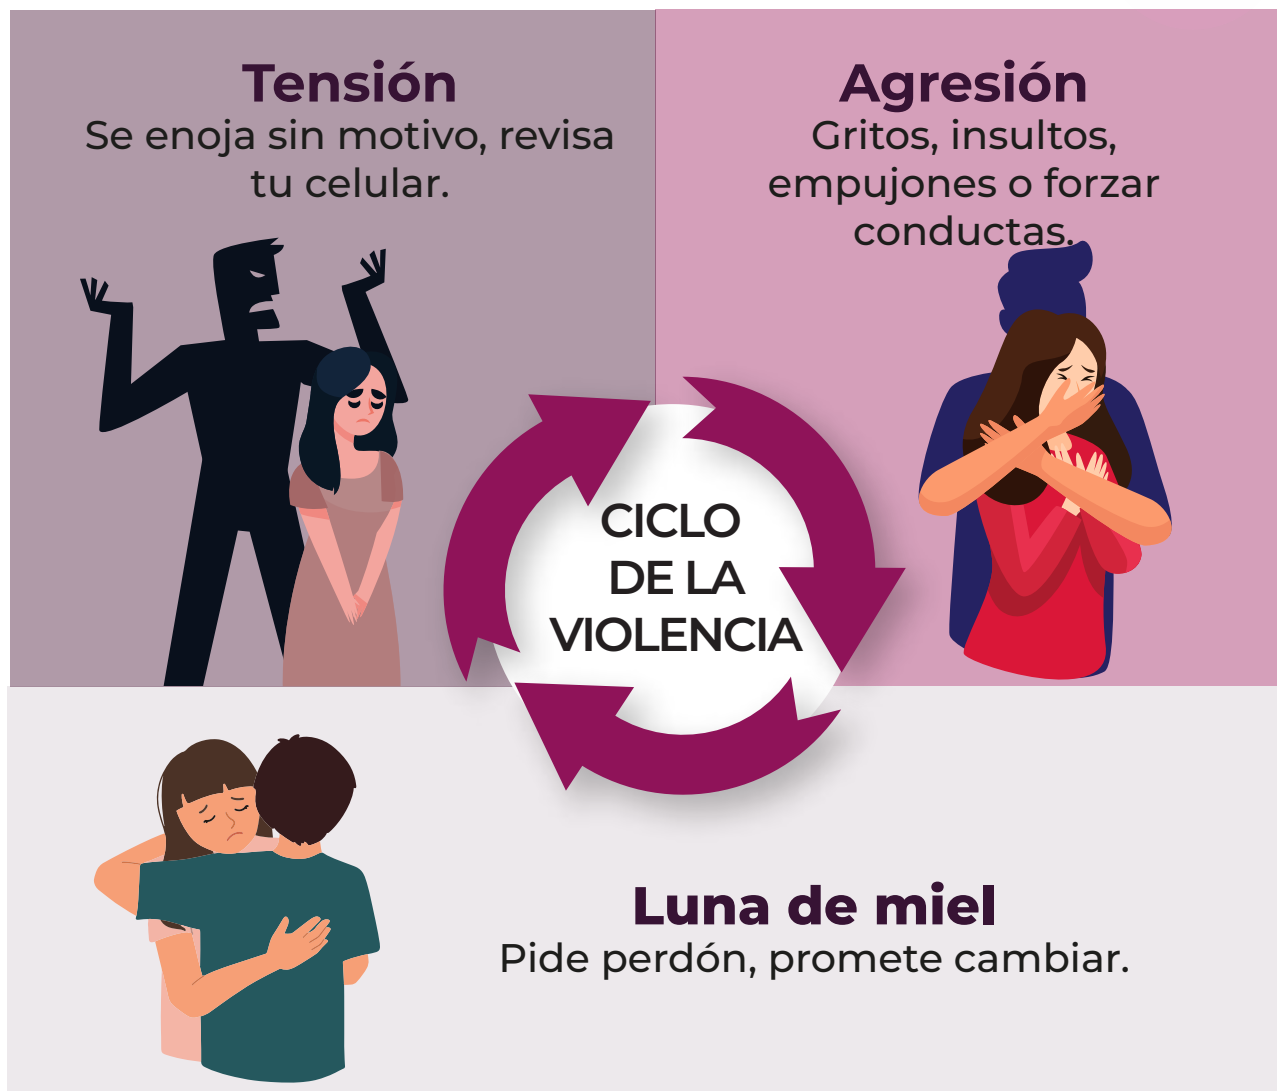 Tensión
Se enoja sin motivo, revisa
tu celular.
Agresión
Gritos, insultos,
empujones o forzar
conductas.
CICLO
DE LA
VIOLENCIA
Luna de miel
Pide perdón, promete cambiar.